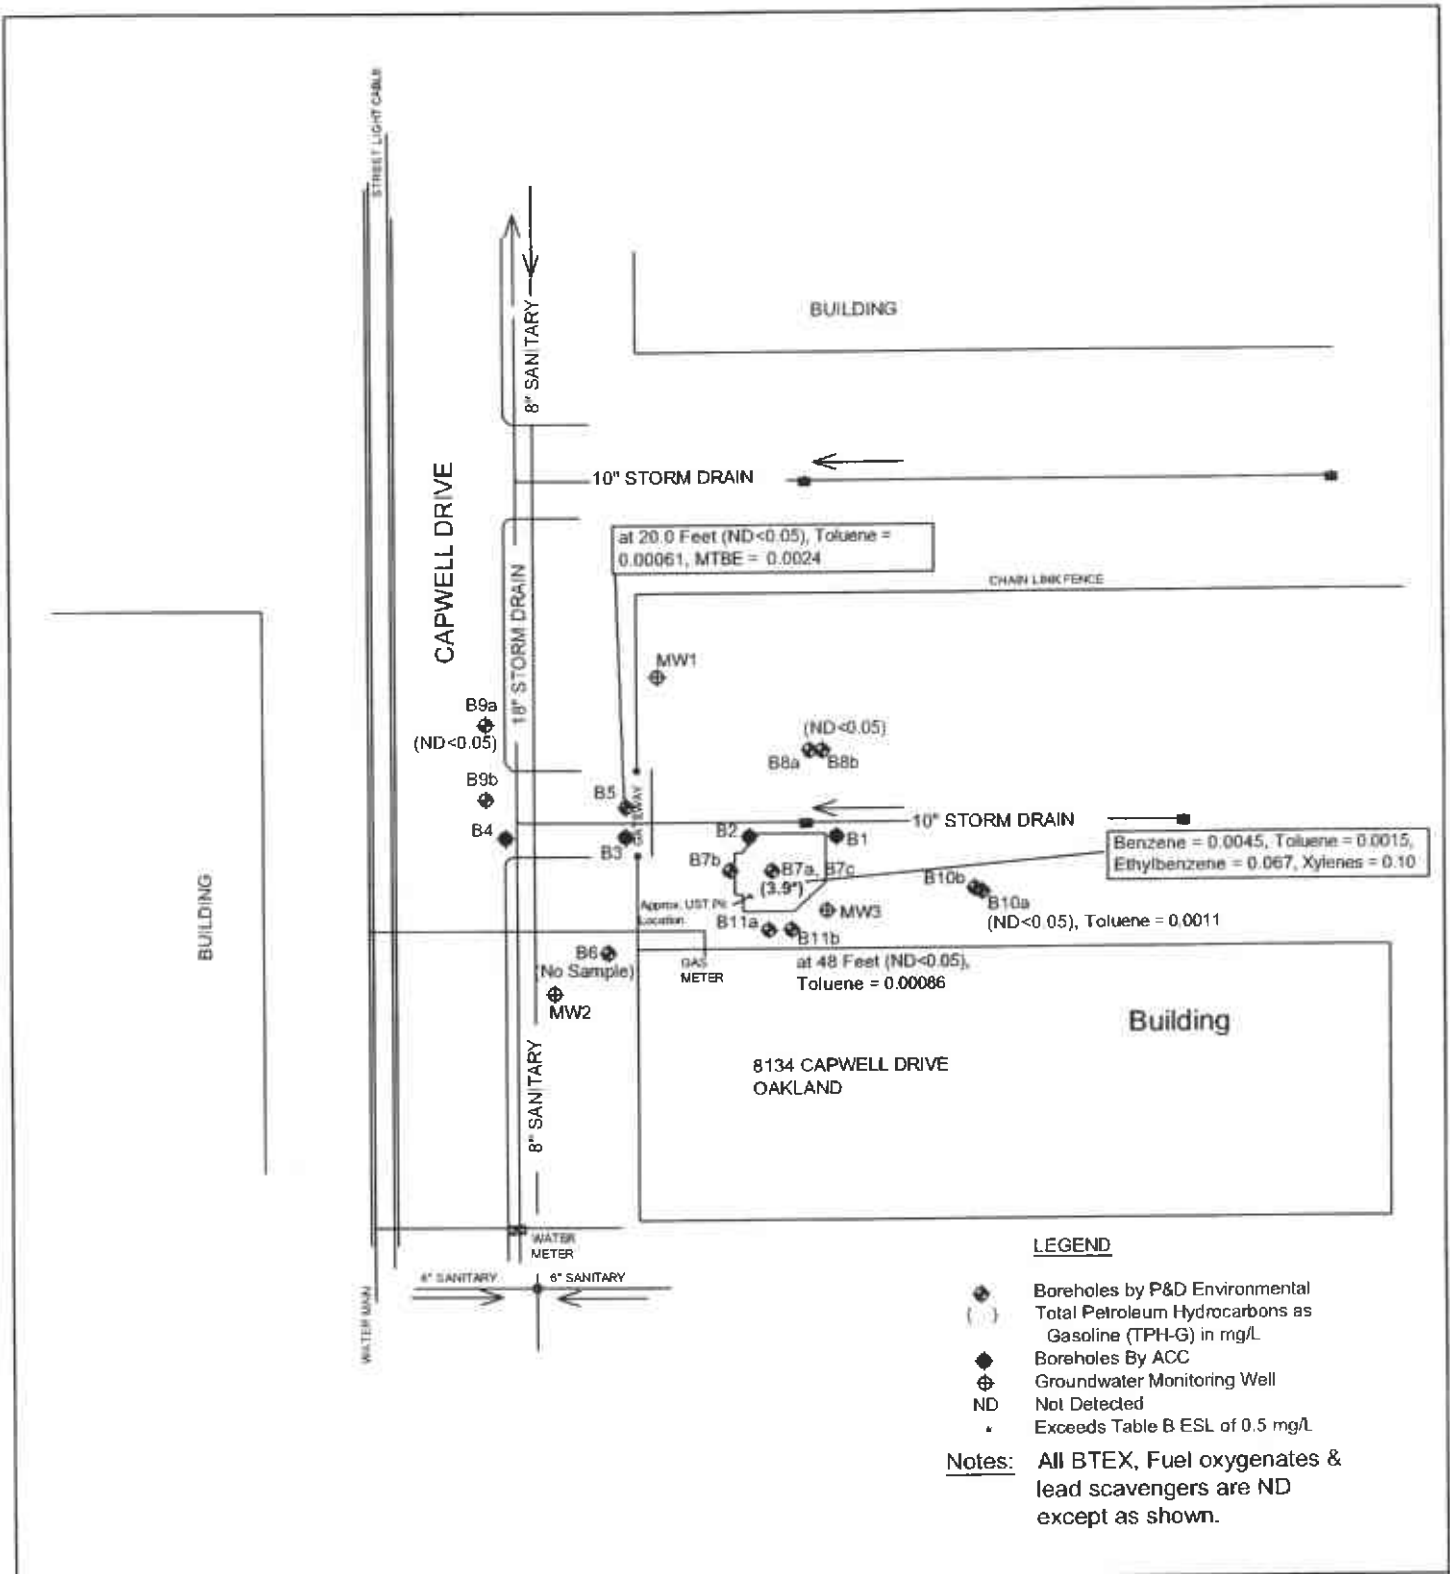 STREET LIGHT CABLE
8" SANITARY
BUILDING
CAPWELL DRIVE
10" STORM DRAIN
at 20.0 Feet (ND<0.05), Toluene =
0.00061, MTBE = 0.0024
18" STORM DRAIN
CHAIN LINK FENCE
MW1
B9a
(ND<0.05)
(ND<0.05)
B8a
B8b
B9b
B5
GATEWAY
B4
B3
B2
B1
10" STORM DRAIN
Benzene = 0.0045, Toluene = 0.0015,
Ethylbenzene = 0.067, Xylenes = 0.10
B7b
B7a, B7c
(3.9*)
B10b
B10a
(ND<0.05), Toluene = 0.0011
Approx. UST Pit
Location
MW3
B11a
B11b
at 48 Feet (ND<0.05),
Toluene = 0.00086
BUILDING
B6
(No Sample)
GAS
METER
MW2
Building
8" SANITARY
8134 CAPWELL DRIVE
OAKLAND
WATER
METER
6" SANITARY
6" SANITARY
WATER MAIN
LEGEND
Boreholes by P&D Environmental
( ) Total Petroleum Hydrocarbons as
Gasoline (TPH-G) in mg/L
Boreholes By ACC
Groundwater Monitoring Well
ND Not Detected
* Exceeds Table B ESL of 0.5 mg/L
Notes: All BTEX, Fuel oxygenates &
lead scavengers are ND
except as shown.